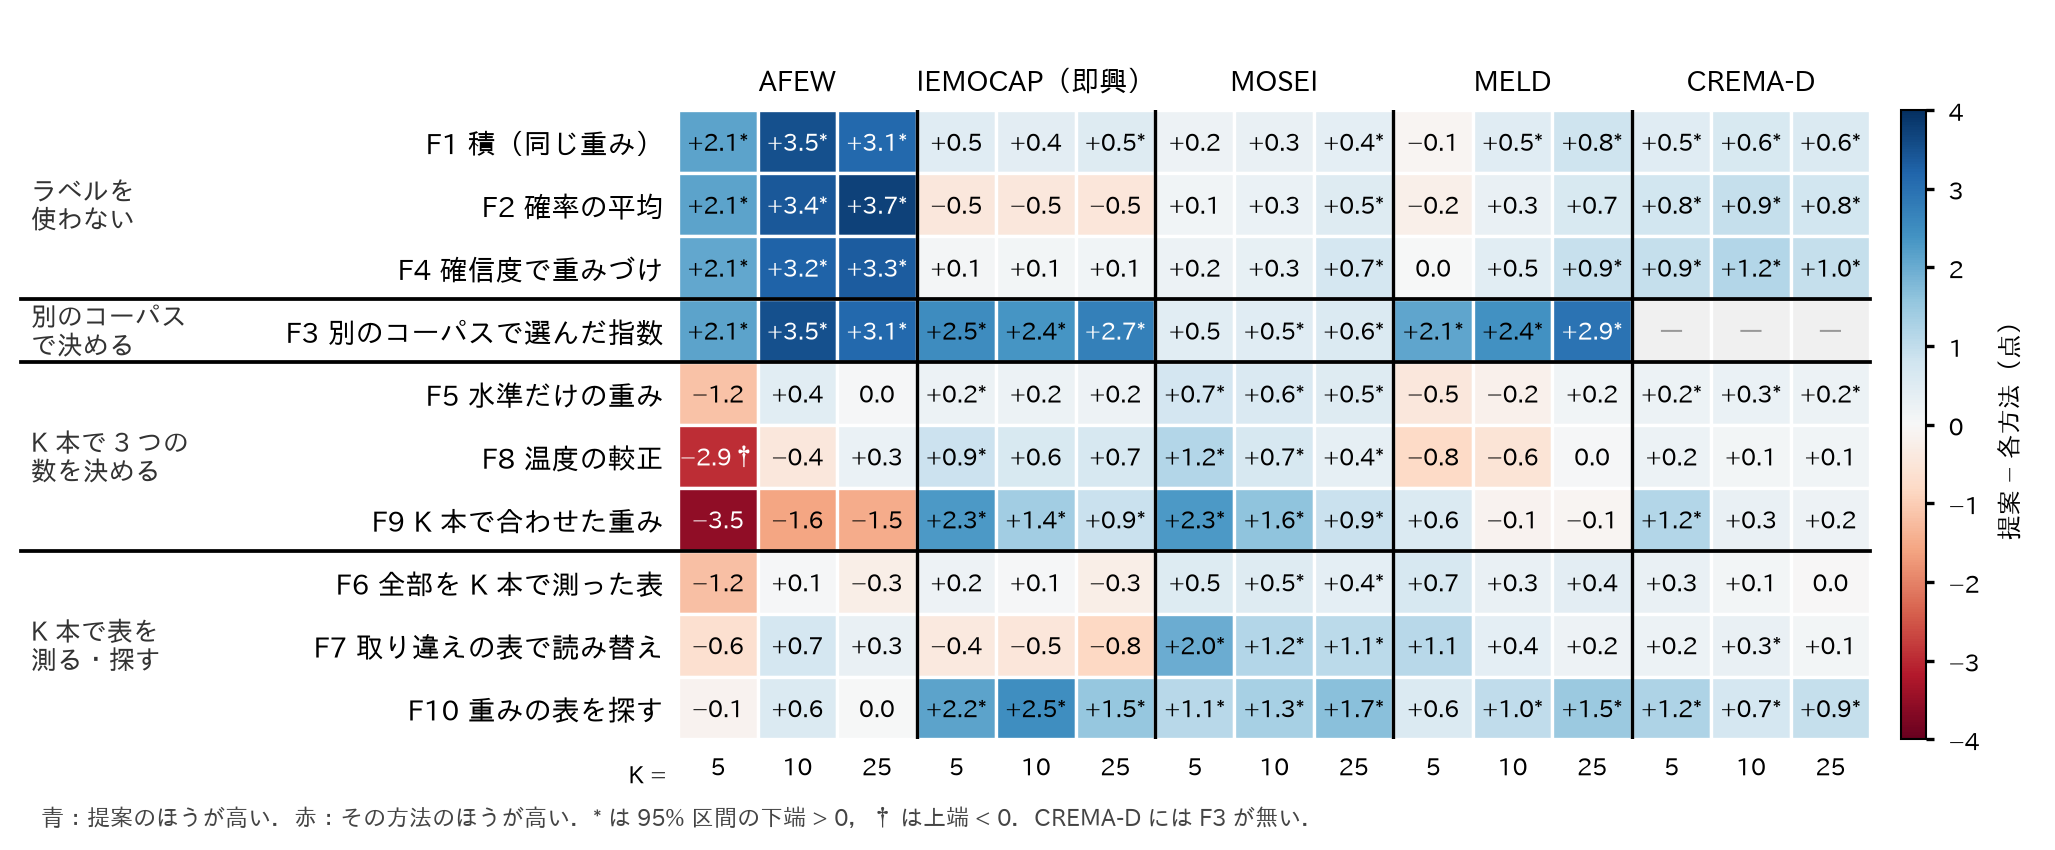 AFEW IEMOCAP（即興） MOSEI MELD CREMA-D
ラベルを
使わない
F1 積（同じ重み） +2.1* +3.5* +3.1* +0.5 +0.4 +0.5* +0.2 +0.3 +0.4* −0.1 +0.5* +0.8* +0.5* +0.6* +0.6*
F2 確率の平均 +2.1* +3.4* +3.7* −0.5 −0.5 −0.5 +0.1 +0.3 +0.5* −0.2 +0.3 +0.7 +0.8* +0.9* +0.8*
F4 確信度で重みづけ +2.1* +3.2* +3.3* +0.1 +0.1 +0.1 +0.2 +0.3 +0.7* 0.0 +0.5 +0.9* +0.9* +1.2* +1.0*
別のコーパス
で決める
F3 別のコーパスで選んだ指数 +2.1* +3.5* +3.1* +2.5* +2.4* +2.7* +0.5 +0.5* +0.6* +2.1* +2.4* +2.9* — — —
K 本で 3 つの
数を決める
F5 水準だけの重み −1.2 +0.4 0.0 +0.2* +0.2 +0.2 +0.7* +0.6* +0.5* −0.5 −0.2 +0.2 +0.2* +0.3* +0.2*
F8 温度の較正 −2.9 † −0.4 +0.3 +0.9* +0.6 +0.7 +1.2* +0.7* +0.4* −0.8 −0.6 0.0 +0.2 +0.1 +0.1
F9 K 本で合わせた重み −3.5 −1.6 −1.5 +2.3* +1.4* +0.9* +2.3* +1.6* +0.9* +0.6 −0.1 −0.1 +1.2* +0.3 +0.2
K 本で表を
測る・探す
F6 全部を K 本で測った表 −1.2 +0.1 −0.3 +0.2 +0.1 −0.3 +0.5 +0.5* +0.4* +0.7 +0.3 +0.4 +0.3 +0.1 0.0
F7 取り違えの表で読み替え −0.6 +0.7 +0.3 −0.4 −0.5 −0.8 +2.0* +1.2* +1.1* +1.1 +0.4 +0.2 +0.2 +0.3* +0.1
F10 重みの表を探す −0.1 +0.6 0.0 +2.2* +2.5* +1.5* +1.1* +1.3* +1.7* +0.6 +1.0* +1.5* +1.2* +0.7* +0.9*
K = 5 10 25 5 10 25 5 10 25 5 10 25 5 10 25
4
3
2
1
0
−1
−2
−3
−4
提案 − 各方法（点）
青：提案のほうが高い．赤：その方法のほうが高い．* は 95% 区間の下端 > 0，† は上端 < 0．CREMA-D には F3 が無い．